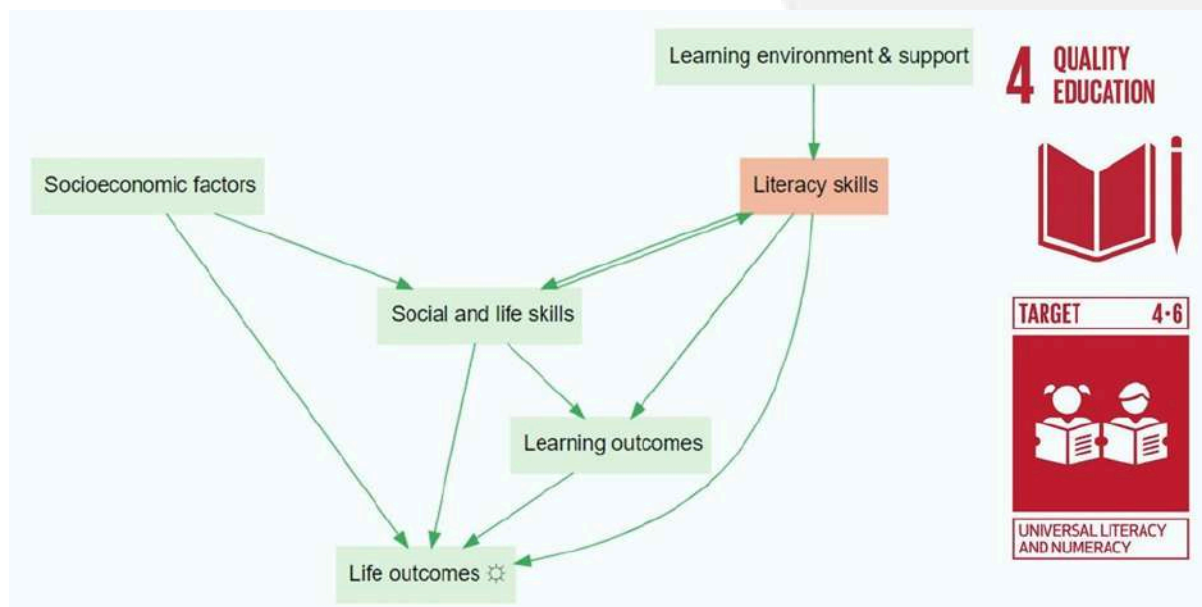 Learning environment & support
4 QUALITY
EDUCATION
Socioeconomic factors
Literacy skills
Social and life skills
TARGET 4·6
Learning outcomes
UNIVERSAL LITERACY
AND NUMERACY
Life outcomes